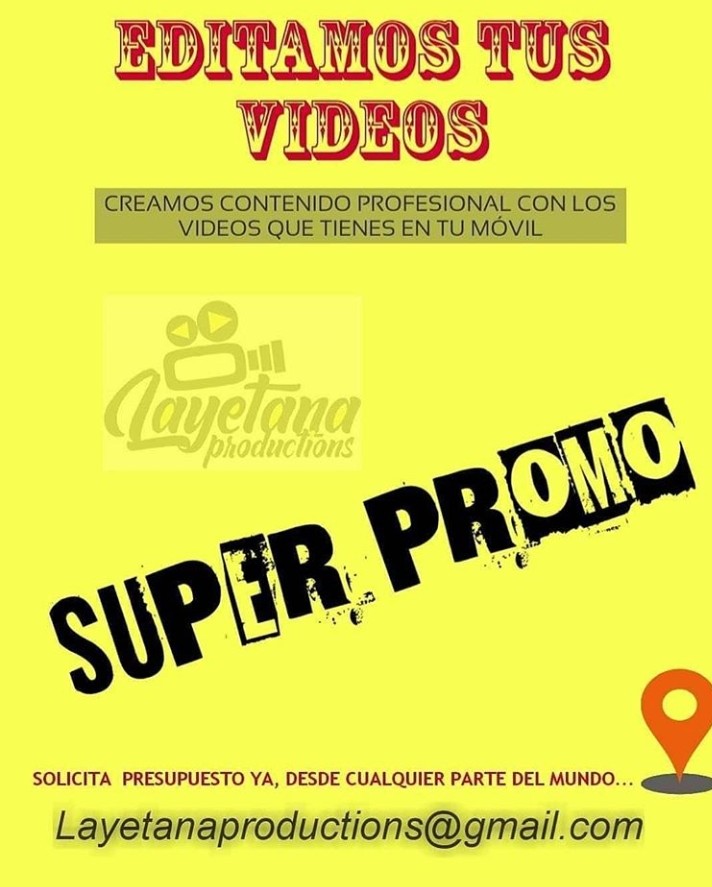 EDITAMOS TUS
VIDEOS
CREAMOS CONTENIDO PROFESIONAL CON LOS
VIDEOS QUE TIENES EN TU MÓVIL
Layetana
productions
SUPER PROMO
SOLICITA PRESUPUESTO YA, DESDE CUALQUIER PARTE DEL MUNDO...
Layetanaproductions@gmail.com